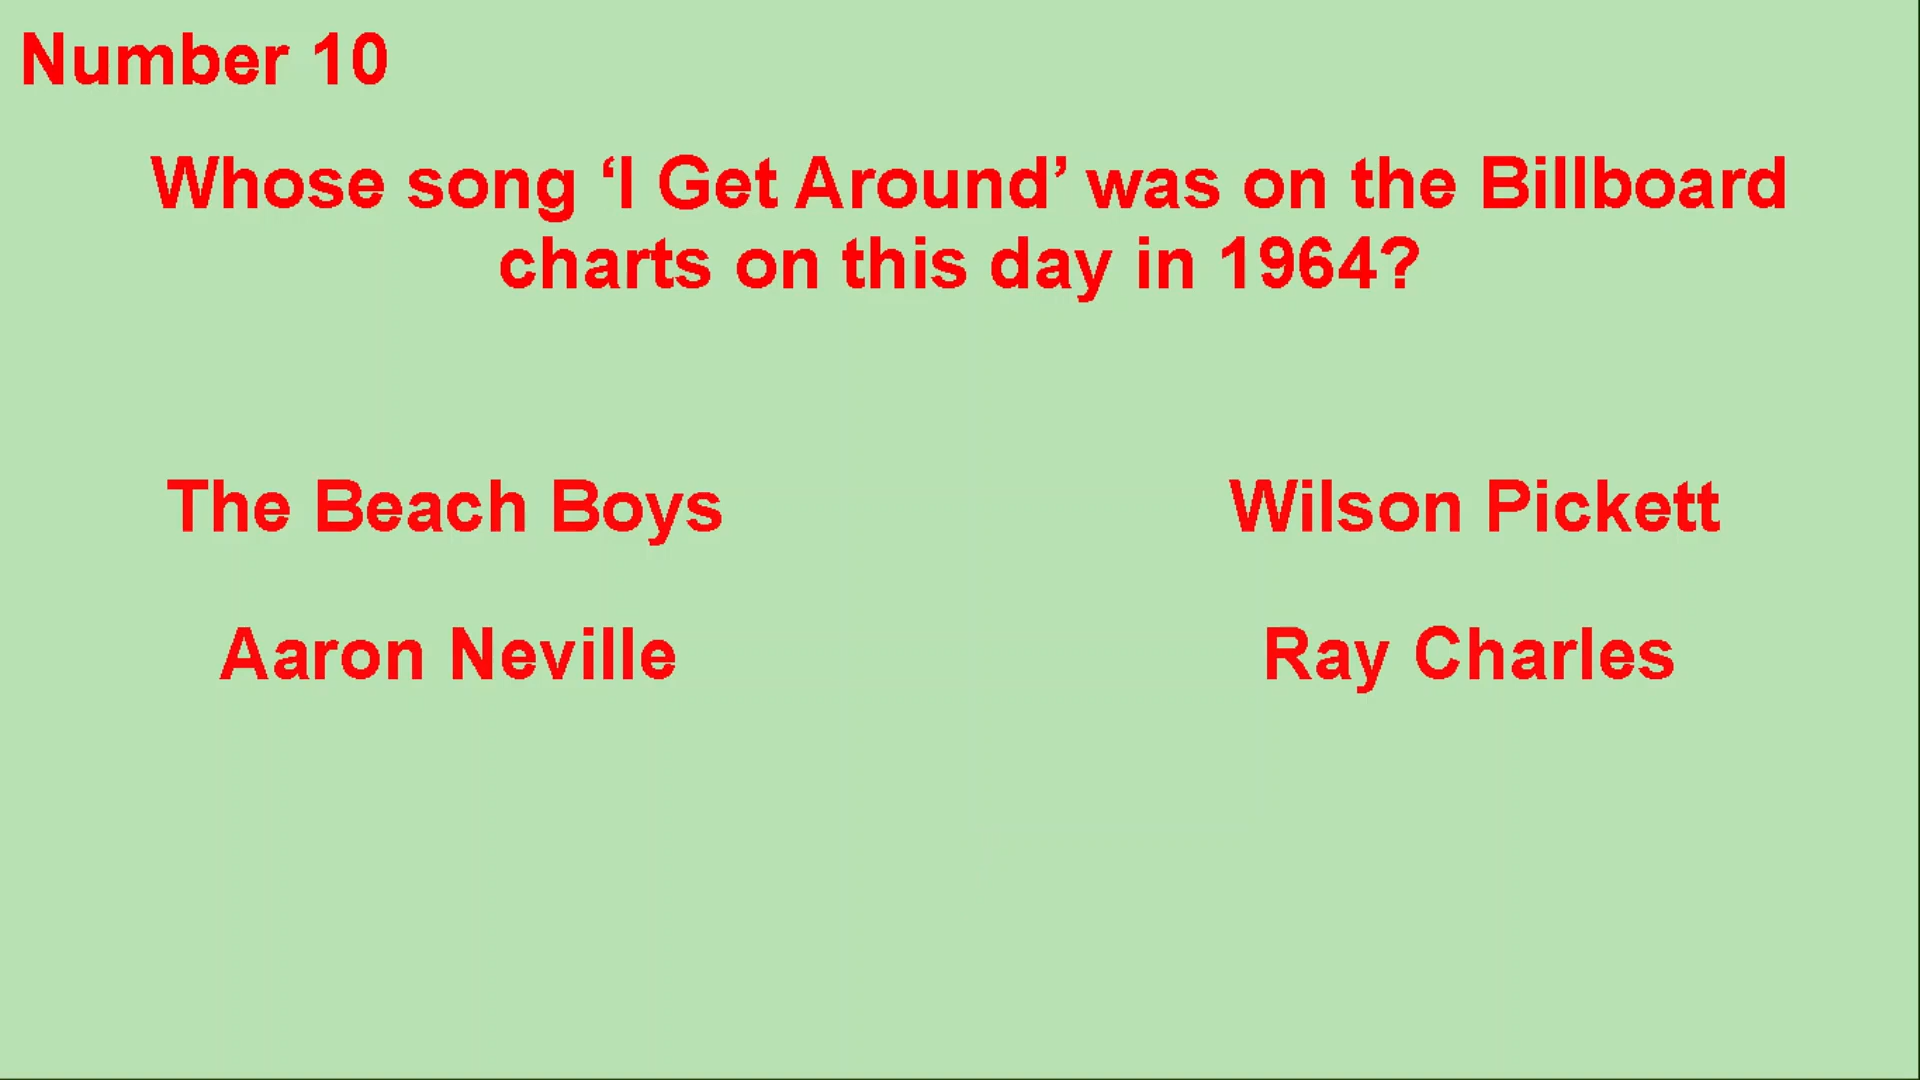 Number 10
Whose song ‘I Get Around’ was on the Billboard
charts on this day in 1964?
The Beach Boys
Wilson Pickett
Aaron Neville
Ray Charles